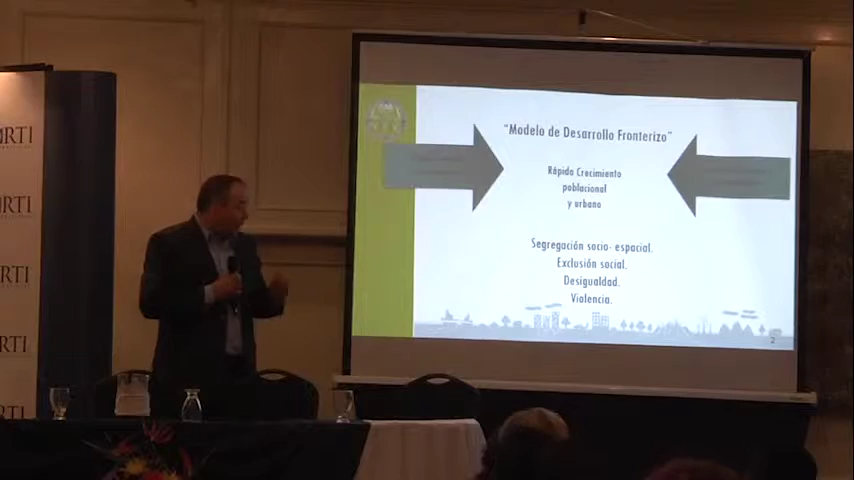 RTI
RTI
RTI
RTI
RTI
"Modelo de Desarrollo Fronterizo"
Rápido Crecimiento
poblacional
y urbano
Segregación socio- espacial.
Exclusión social.
Desigualdad.
Violencia.
2